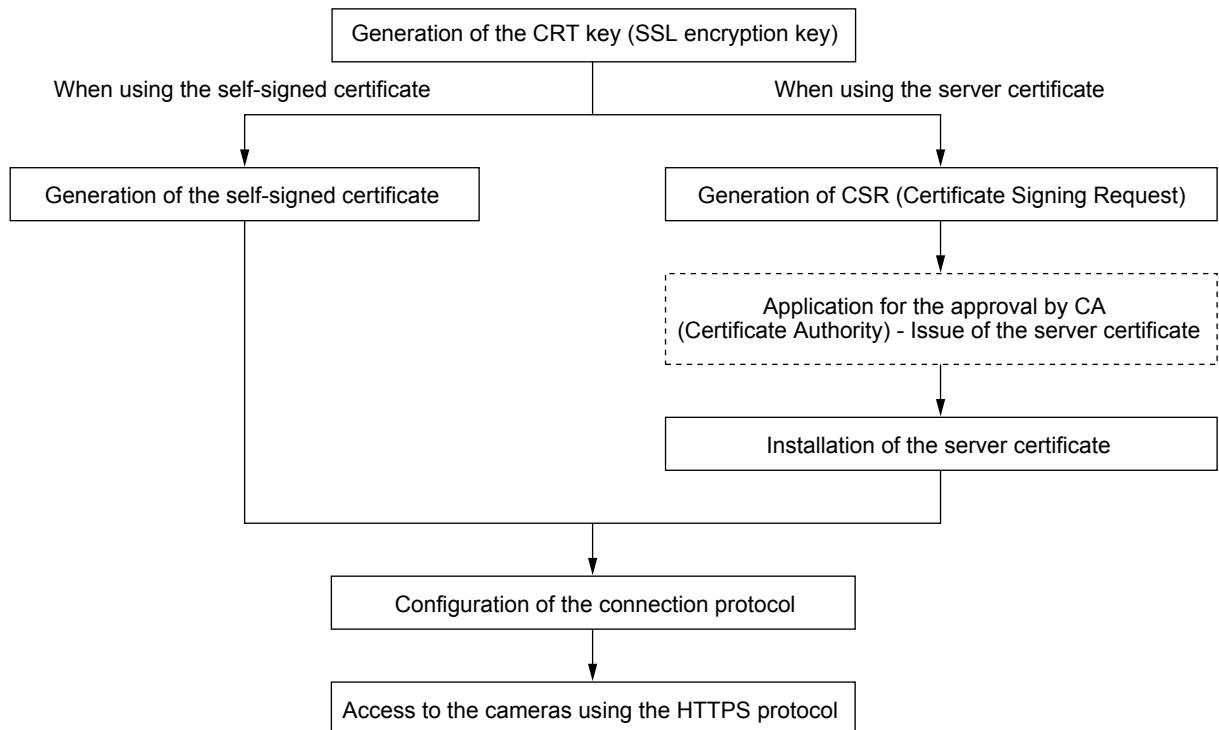 Generation of the CRT key (SSL encryption key)
When using the self-signed certificate
When using the server certificate
Generation of the self-signed certificate
Generation of CSR (Certificate Signing Request)
Application for the approval by CA
(Certificate Authority) - Issue of the server certificate
Installation of the server certificate
Configuration of the connection protocol
Access to the cameras using the HTTPS protocol